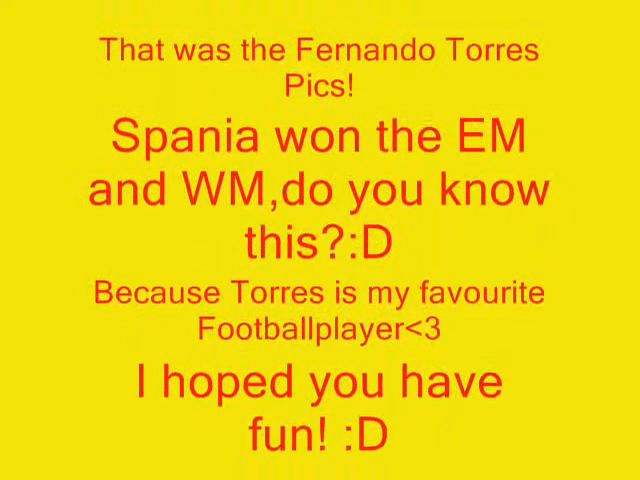 That was the Fernando Torres
Pics!
Spania won the EM
and WM,do you know
this?:D
Because Torres is my favourite
Footballplayer<3
I hoped you have
fun! :D